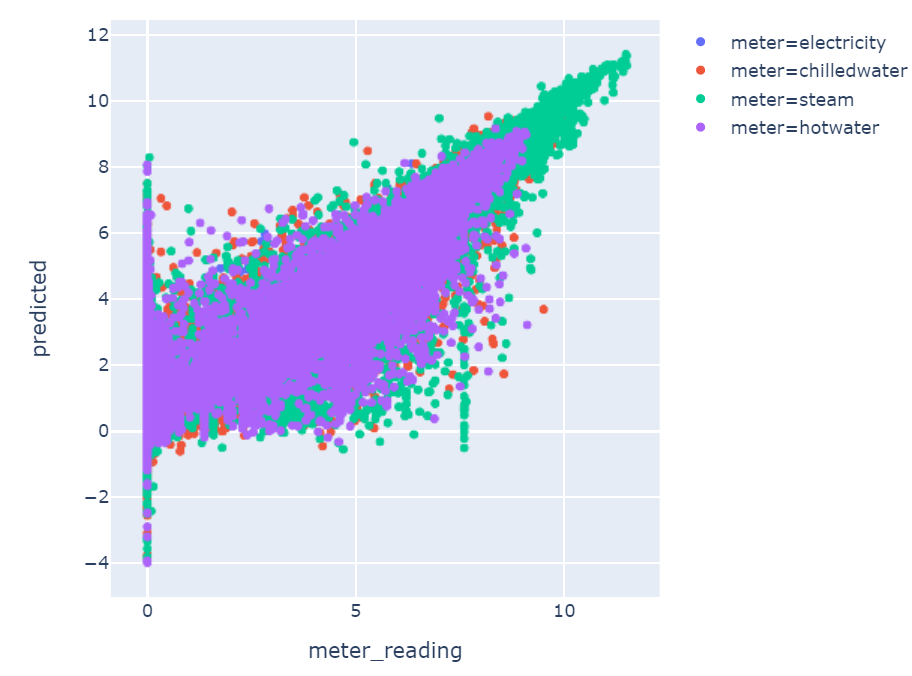 12
10
8
6
4
2
0
−2
−4
0
5
10
predicted
meter_reading
meter=electricity
meter=chilledwater
meter=steam
meter=hotwater